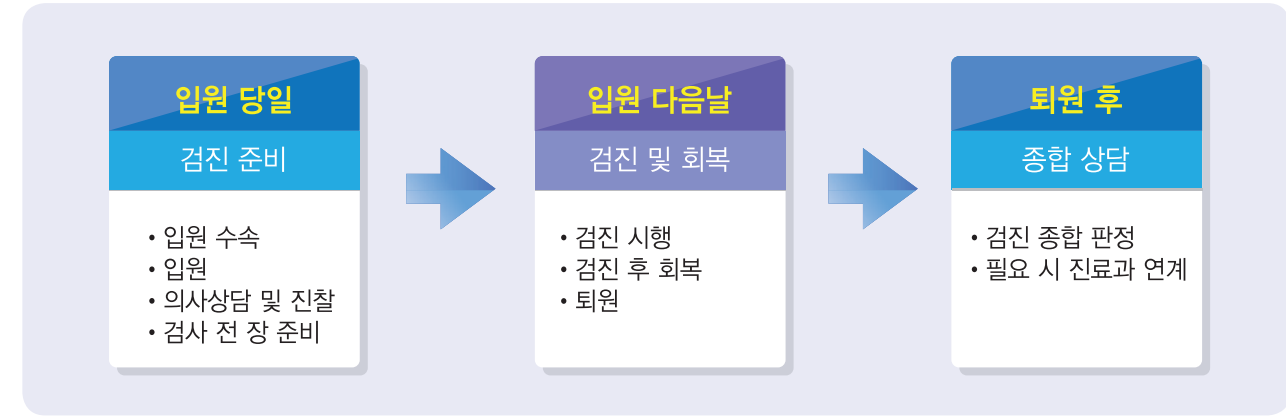 입원 당일
검진 준비
• 입원 수속
• 입원
• 의사상담 및 진찰
• 검사 전 장 준비
입원 다음날
검진 및 회복
• 검진 시행
• 검진 후 회복
• 퇴원
퇴원 후
종합 상담
• 검진 종합 판정
• 필요 시 진료과 연계